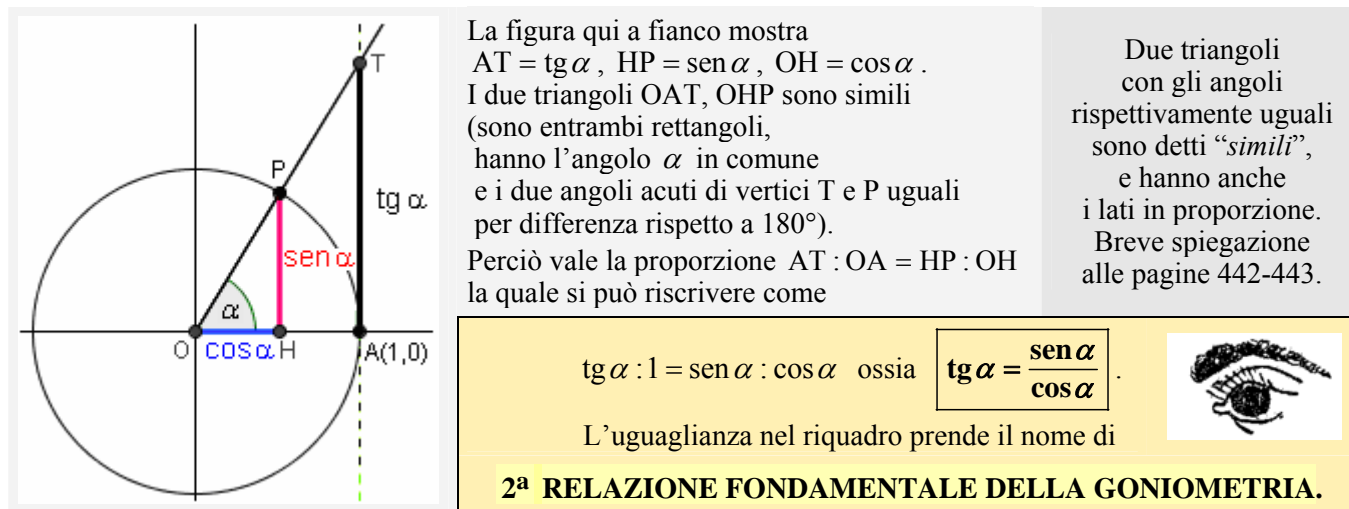 T
P
tg α
sen α
α
O
cos α
H
A(1,0)
La figura qui a fianco mostra
AT = tg α , HP = sen α , OH = cos α .
I due triangoli OAT, OHP sono simili
(sono entrambi rettangoli,
hanno l’angolo α in comune
e i due angoli acuti di vertici T e P uguali
per differenza rispetto a 180°).
Perciò vale la proporzione AT : OA = HP : OH
la quale si può riscrivere come
Due triangoli
con gli angoli
rispettivamente uguali
sono detti “simili”,
e hanno anche
i lati in proporzione.
Breve spiegazione
alle pagine 442-443.
tg α : 1 = sen α : cos α ossia tg α = sen α / cos α .
L’uguaglianza nel riquadro prende il nome di
2ª RELAZIONE FONDAMENTALE DELLA GONIOMETRIA.